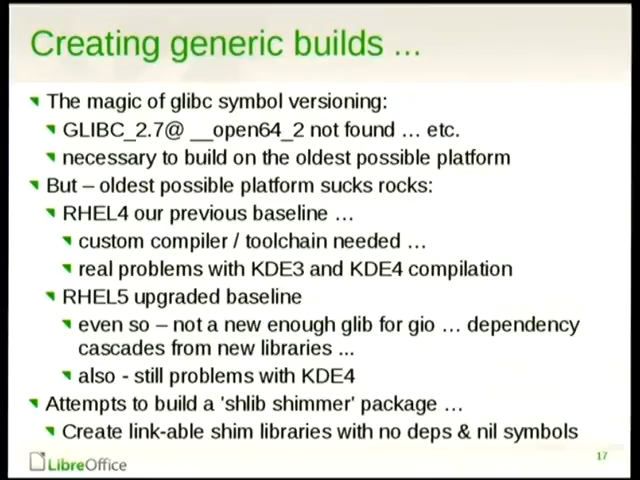 Creating generic builds ...
The magic of glibc symbol versioning:
GLIBC_2.7@ __open64_2 not found … etc.
necessary to build on the oldest possible platform
But – oldest possible platform sucks rocks:
RHEL4 our previous baseline …
custom compiler / toolchain needed …
real problems with KDE3 and KDE4 compilation
RHEL5 upgraded baseline
even so – not a new enough glib for gio … dependency
cascades from new libraries ...
also - still problems with KDE4
Attempts to build a 'shlib shimmer' package …
Create link-able shim libraries with no deps & nil symbols
LibreOffice
17